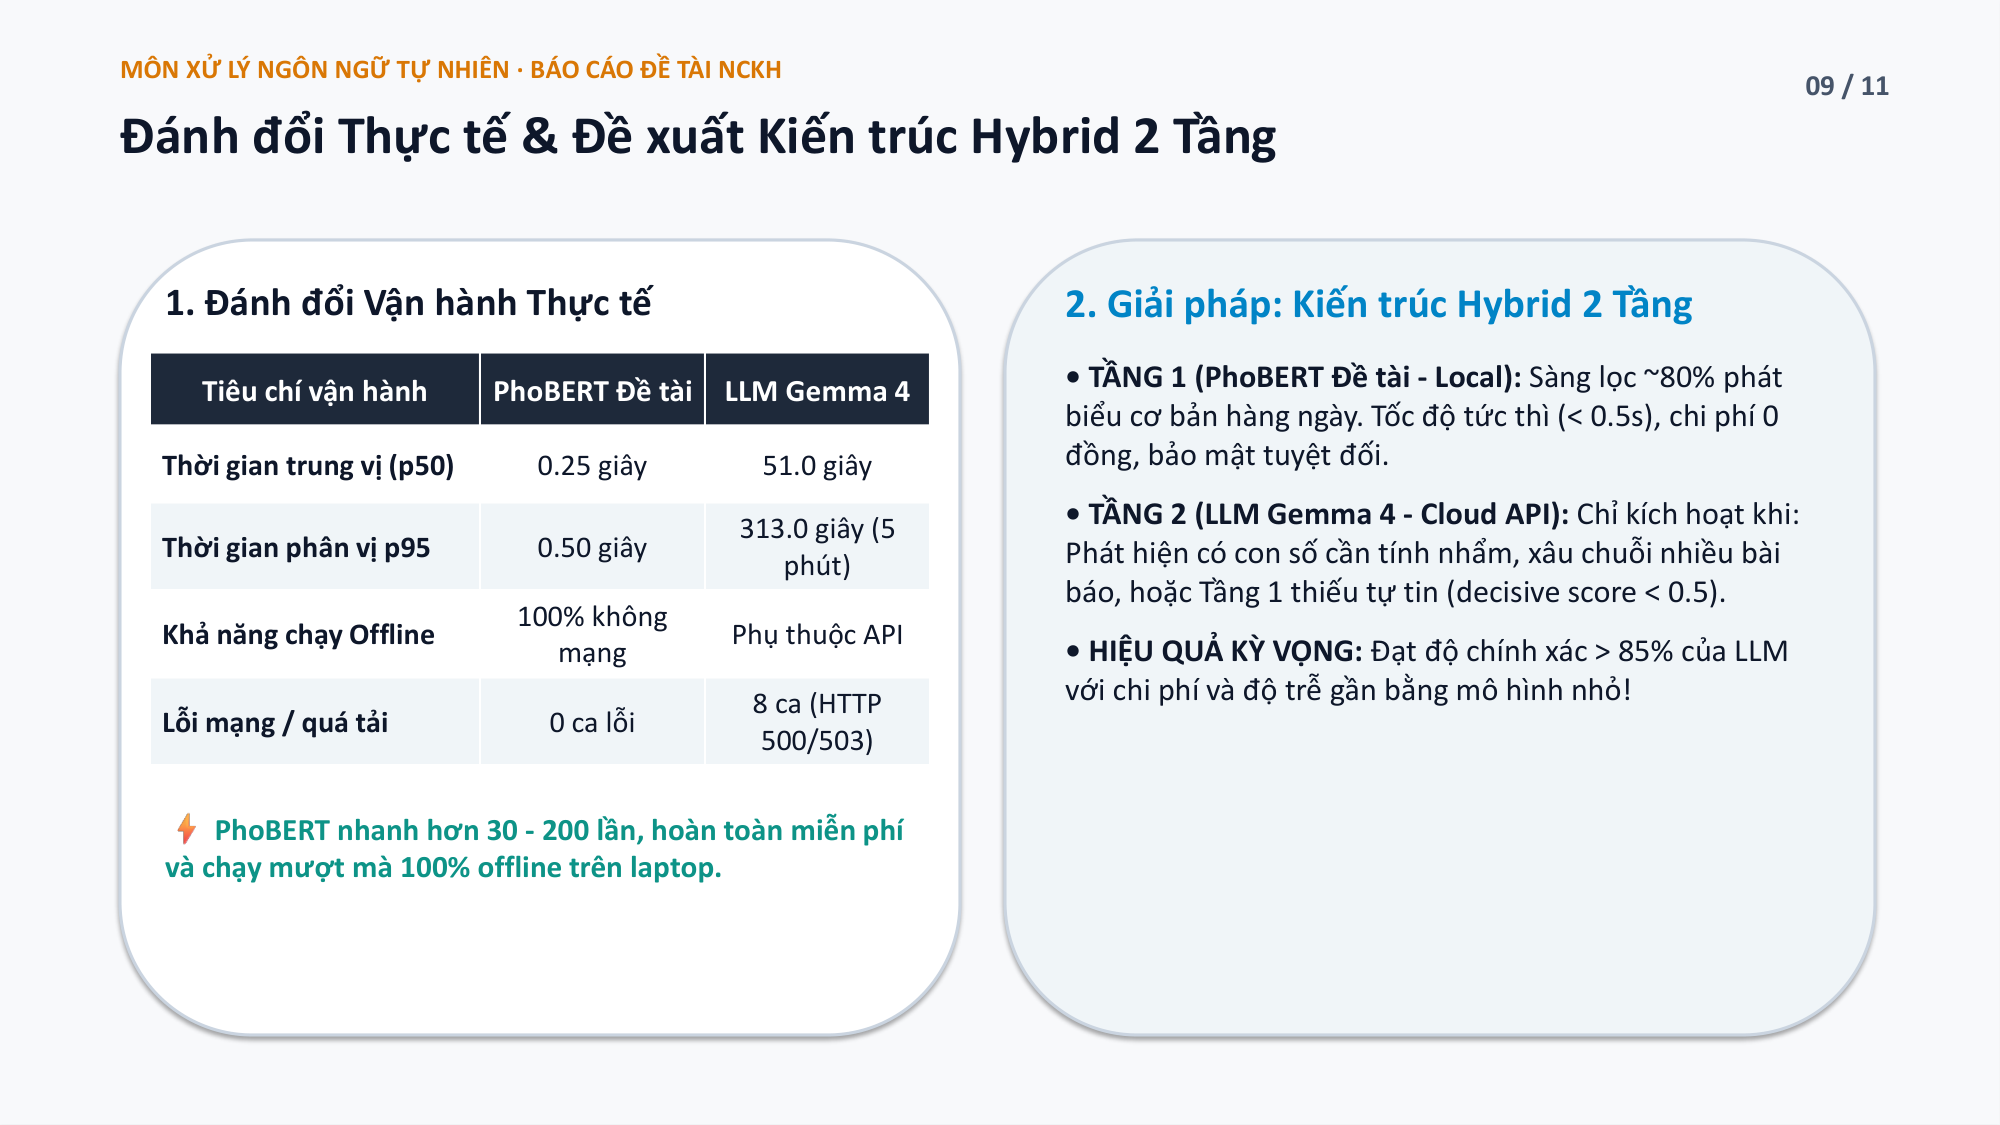 MÔN XỬ LÝ NGÔN NGỮ TỰ NHIÊN · BÁO CÁO ĐỀ TÀI NCKH
09 / 11
Đánh đổi Thực tế & Đề xuất Kiến trúc Hybrid 2 Tầng
1. Đánh đổi Vận hành Thực tế
Tiêu chí vận hành PhoBERT Đề tài LLM Gemma 4
Thời gian trung vị (p50) 0.25 giây 51.0 giây
Thời gian phân vị p95 0.50 giây 313.0 giây (5
phút)
Khả năng chạy Offline 100% không
mạng Phụ thuộc API
Lỗi mạng / quá tải 0 ca lỗi 8 ca (HTTP
500/503)
⚡ PhoBERT nhanh hơn 30 - 200 lần, hoàn toàn miễn phí
và chạy mượt mà 100% offline trên laptop.
2. Giải pháp: Kiến trúc Hybrid 2 Tầng
• TẦNG 1 (PhoBERT Đề tài - Local): Sàng lọc ~80% phát
biểu cơ bản hàng ngày. Tốc độ tức thì (< 0.5s), chi phí 0
đồng, bảo mật tuyệt đối.
• TẦNG 2 (LLM Gemma 4 - Cloud API): Chỉ kích hoạt khi:
Phát hiện có con số cần tính nhẩm, xâu chuỗi nhiều bài
báo, hoặc Tầng 1 thiếu tự tin (decisive score < 0.5).
• HIỆU QUẢ KỲ VỌNG: Đạt độ chính xác > 85% của LLM
với chi phí và độ trễ gần bằng mô hình nhỏ!